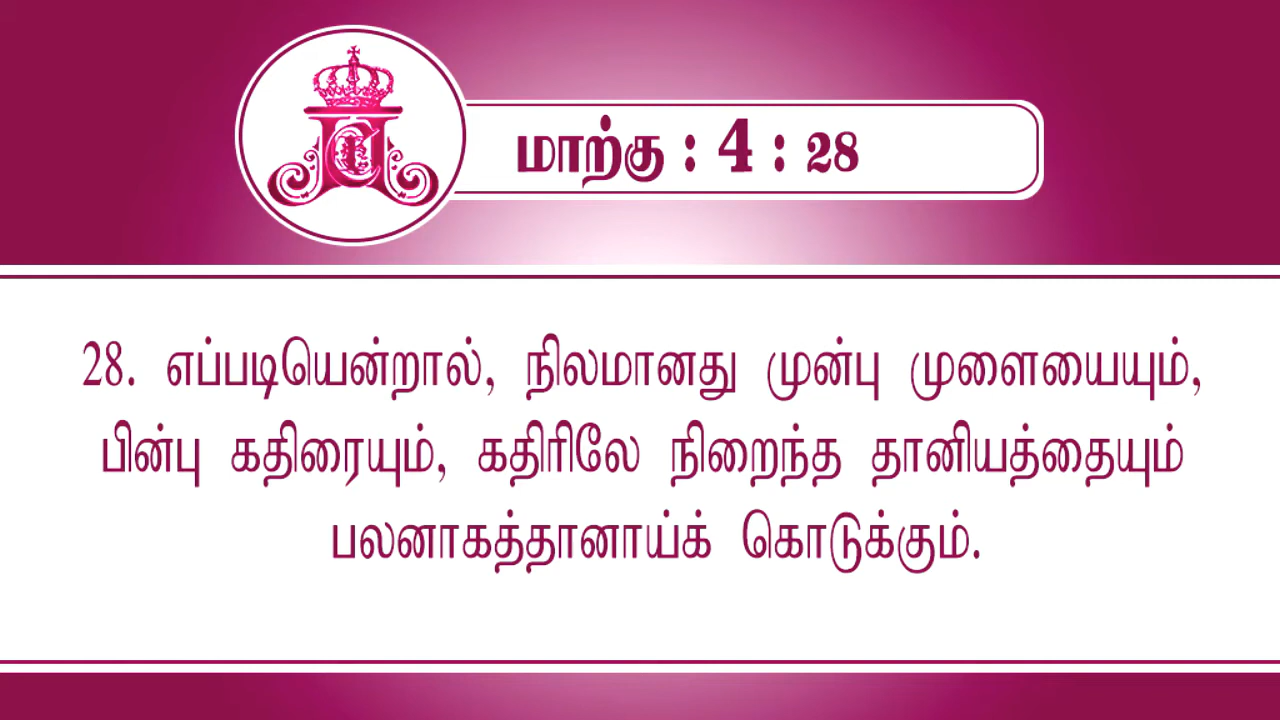 மாற்கு : 4 : 28
28. எப்படியென்றால், நிலமானது முன்பு முளையையும்,
பின்பு கதிரையும், கதிரிலே நிறைந்த தானியத்தையும்
பலனாகத்தானாய்க் கொடுக்கும்.